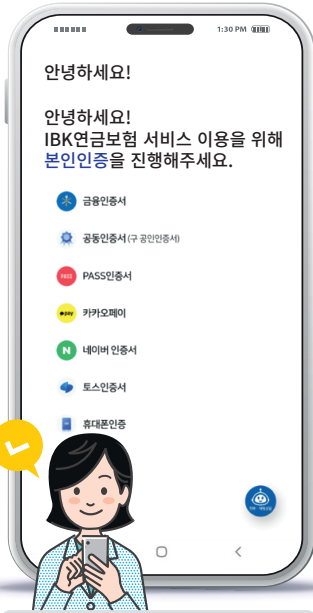 1:30 PM
안녕하세요!
안녕하세요!
IBK연금보험 서비스 이용을 위해
본인인증을 진행해주세요.
금융인증서
공동인증서 (구 공인인증서)
PASS
PASS인증서
pay
카카오페이
N
네이버 인증서
토스인증서
휴대폰인증